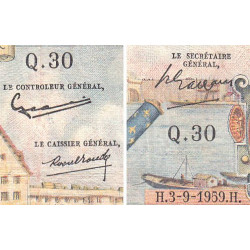 Q.30
LE CONTROLEUR GÉNÉRAL,
LE CAISSIER GÉNÉRAL,
LE SECRÉTAIRE
GÉNÉRAL,
Q.30
H.3-9-1959.H.